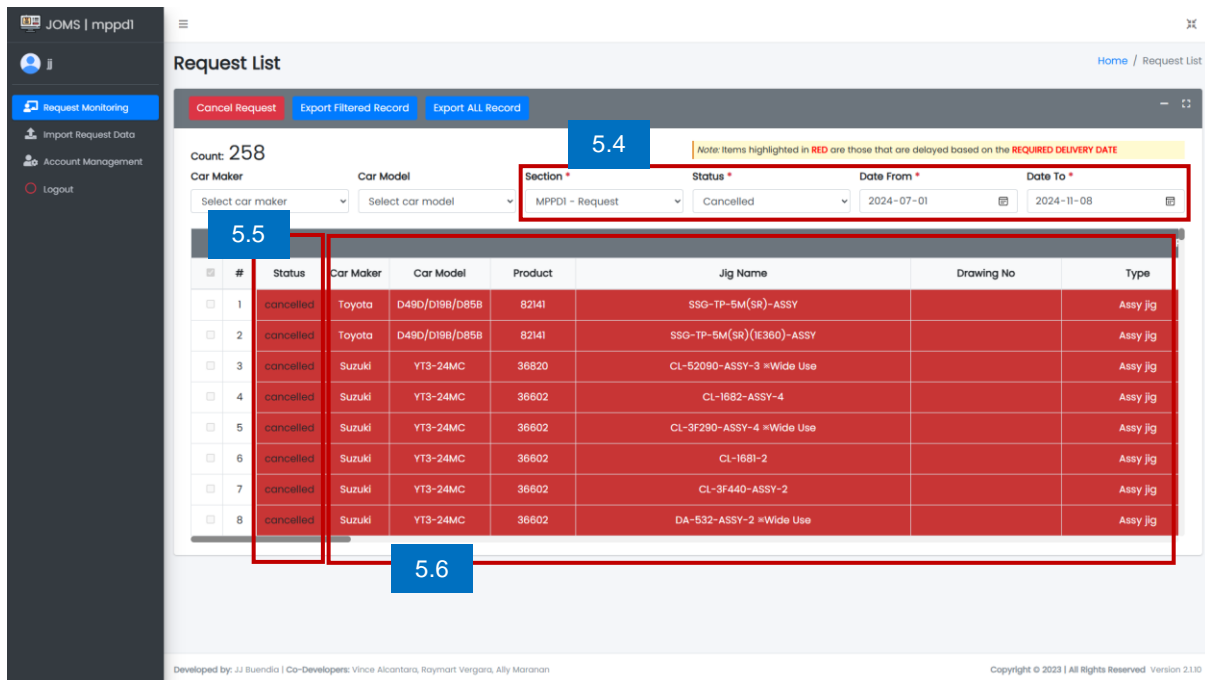 JOMS | mppd1
jj
Request Monitoring
Import Request Data
Account Management
Logout
Request List
Home / Request List
Cancel Request Export Filtered Record Export ALL Record
5.4
Count: 258
Note: Items highlighted in RED are those that are delayed based on the REQUIRED DELIVERY DATE
Car Maker Car Model Section * Status * Date From * Date To *
Select car maker Select car model MPPD1 - Request Cancelled 2024-07-01 2024-11-08
5.5
# Status Car Maker Car Model Product Jig Name Drawing No Type
1 cancelled Toyota D49D/D19B/D85B 82141 SSG-TP-5M(SR)-ASSY Assy jig
2 cancelled Toyota D49D/D19B/D85B 82141 SSG-TP-5M(SR)(1E360)-ASSY Assy jig
3 cancelled Suzuki YT3-24MC 36820 CL-52090-ASSY-3 ※Wide Use Assy jig
4 cancelled Suzuki YT3-24MC 36602 CL-1682-ASSY-4 Assy jig
5 cancelled Suzuki YT3-24MC 36602 CL-3F290-ASSY-4 ※Wide Use Assy jig
6 cancelled Suzuki YT3-24MC 36602 CL-1681-2 Assy jig
7 cancelled Suzuki YT3-24MC 36602 CL-3F440-ASSY-2 Assy jig
8 cancelled Suzuki YT3-24MC 36602 DA-532-ASSY-2 ※Wide Use Assy jig
5.6
Developed by: JJ Buendia | Co-Developers: Vince Alcantara, Raymart Vergara, Ally Maranan
Copyright © 2023 | All Rights Reserved Version 2.1.10